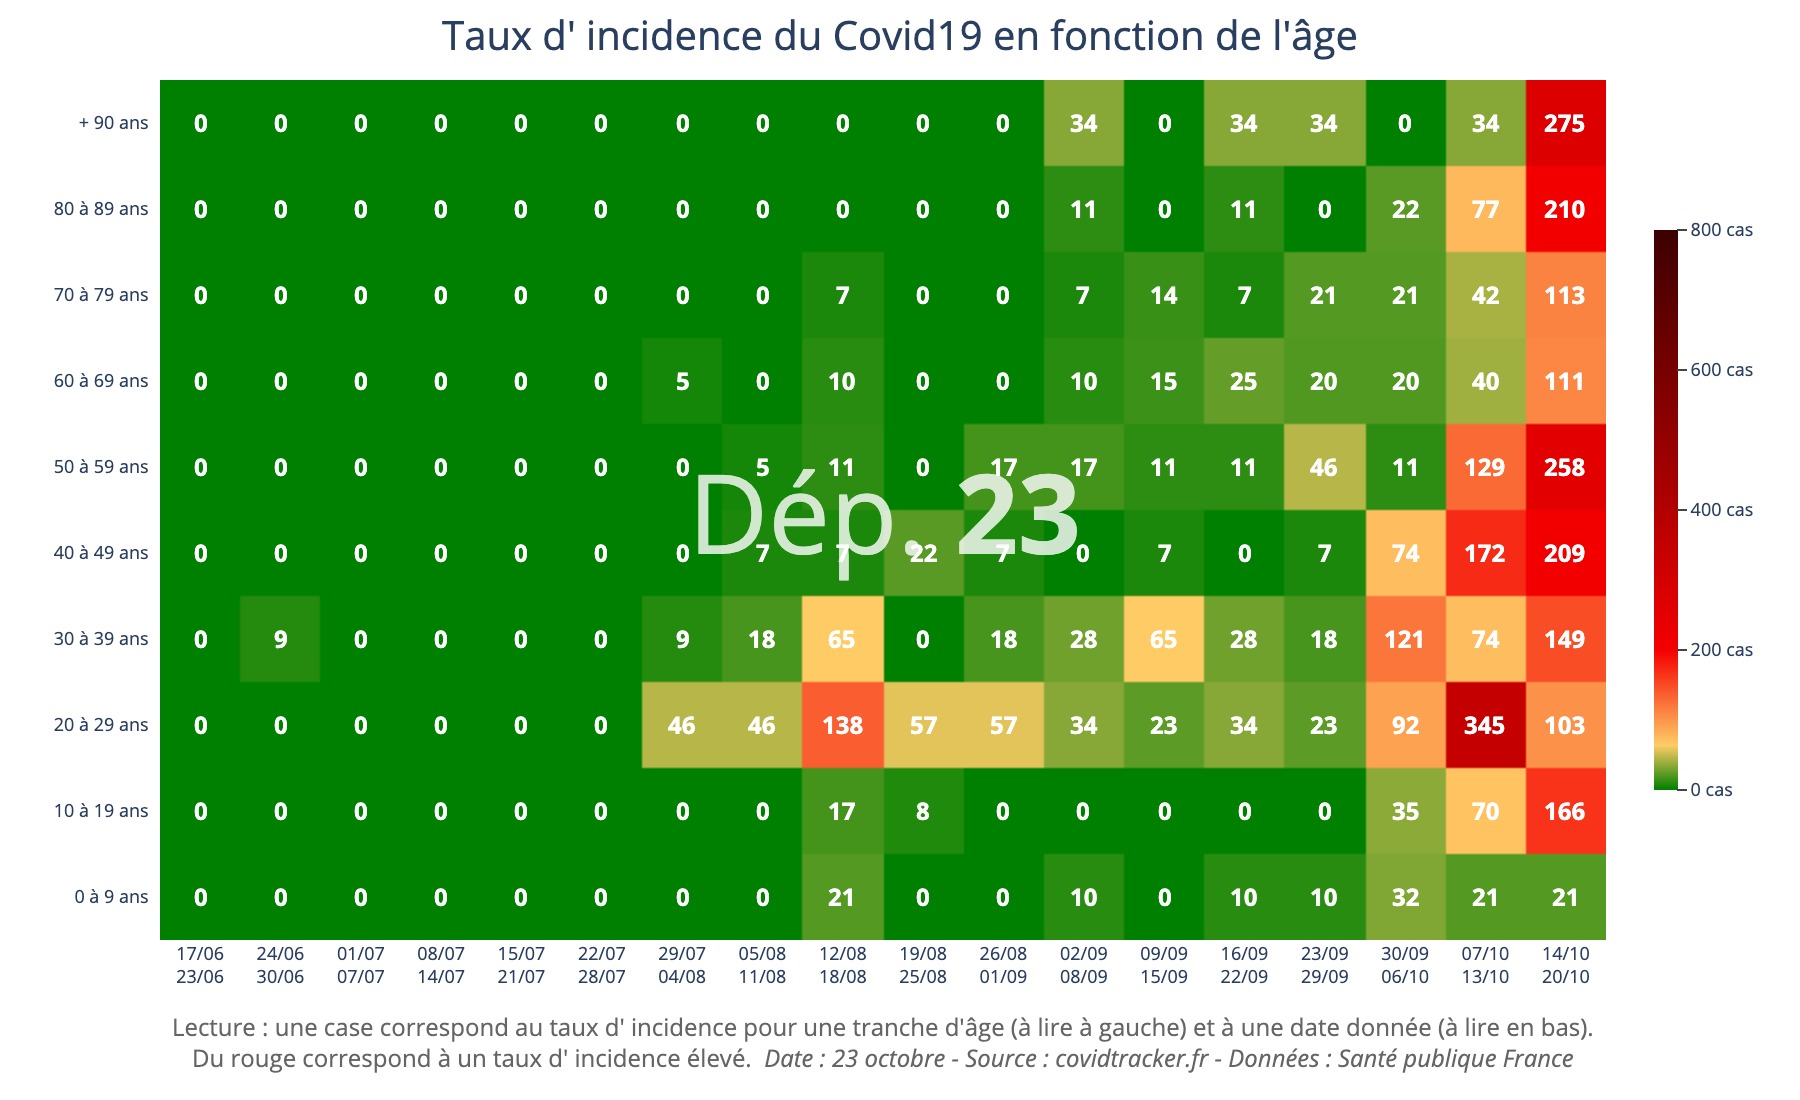 Taux d' incidence du Covid19 en fonction de l'âge
+ 90 ans 0 0 0 0 0 0 0 0 0 0 0 34 0 34 34 0 34 275
80 à 89 ans 0 0 0 0 0 0 0 0 0 0 0 11 0 11 0 22 77 210
800 cas
70 à 79 ans 0 0 0 0 0 0 0 0 7 0 0 7 14 7 21 21 42 113
600 cas
60 à 69 ans 0 0 0 0 0 0 5 0 10 0 0 10 15 25 20 20 40 111
50 à 59 ans 0 0 0 0 0 0 0 5 11 0 17 17 11 11 46 11 129 258
Dép. 23
400 cas
40 à 49 ans 0 0 0 0 0 0 0 7 7 22 7 0 7 0 7 74 172 209
30 à 39 ans 0 9 0 0 0 0 9 18 65 0 18 28 65 28 18 121 74 149
200 cas
20 à 29 ans 0 0 0 0 0 0 46 46 138 57 57 34 23 34 23 92 345 103
0 cas
10 à 19 ans 0 0 0 0 0 0 0 0 17 8 0 0 0 0 0 35 70 166
0 à 9 ans 0 0 0 0 0 0 0 0 21 0 0 10 0 10 10 32 21 21
17/06 24/06 01/07 08/07 15/07 22/07 29/07 05/08 12/08 19/08 26/08 02/09 09/09 16/09 23/09 30/09 07/10 14/10
23/06 30/06 07/07 14/07 21/07 28/07 04/08 11/08 18/08 25/08 01/09 08/09 15/09 22/09 29/09 06/10 13/10 20/10
Lecture : une case correspond au taux d' incidence pour une tranche d'âge (à lire à gauche) et à une date donnée (à lire en bas).
Du rouge correspond à un taux d' incidence élevé. Date : 23 octobre - Source : covidtracker.fr - Données : Santé publique France